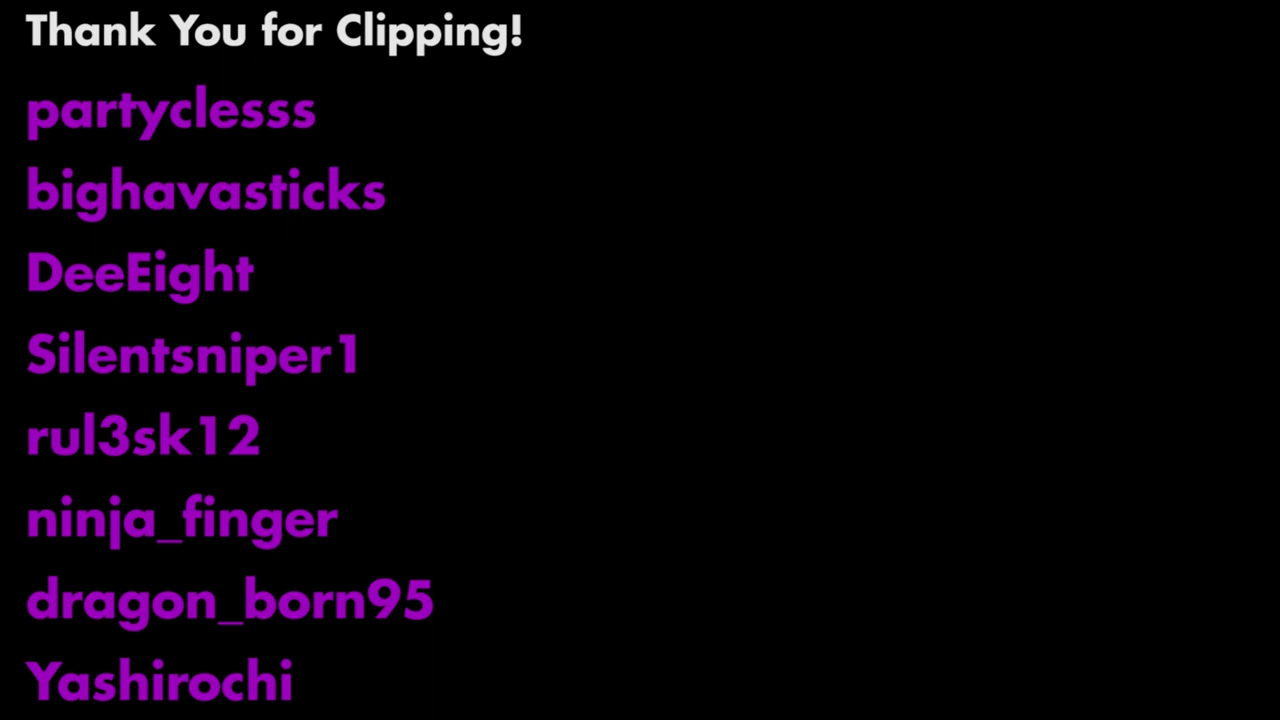 Thank You for Clipping!
partyclesss
bighavasticks
DeeEight
Silentsniper1
rul3sk12
ninja_finger
dragon_born95
Yashirochi